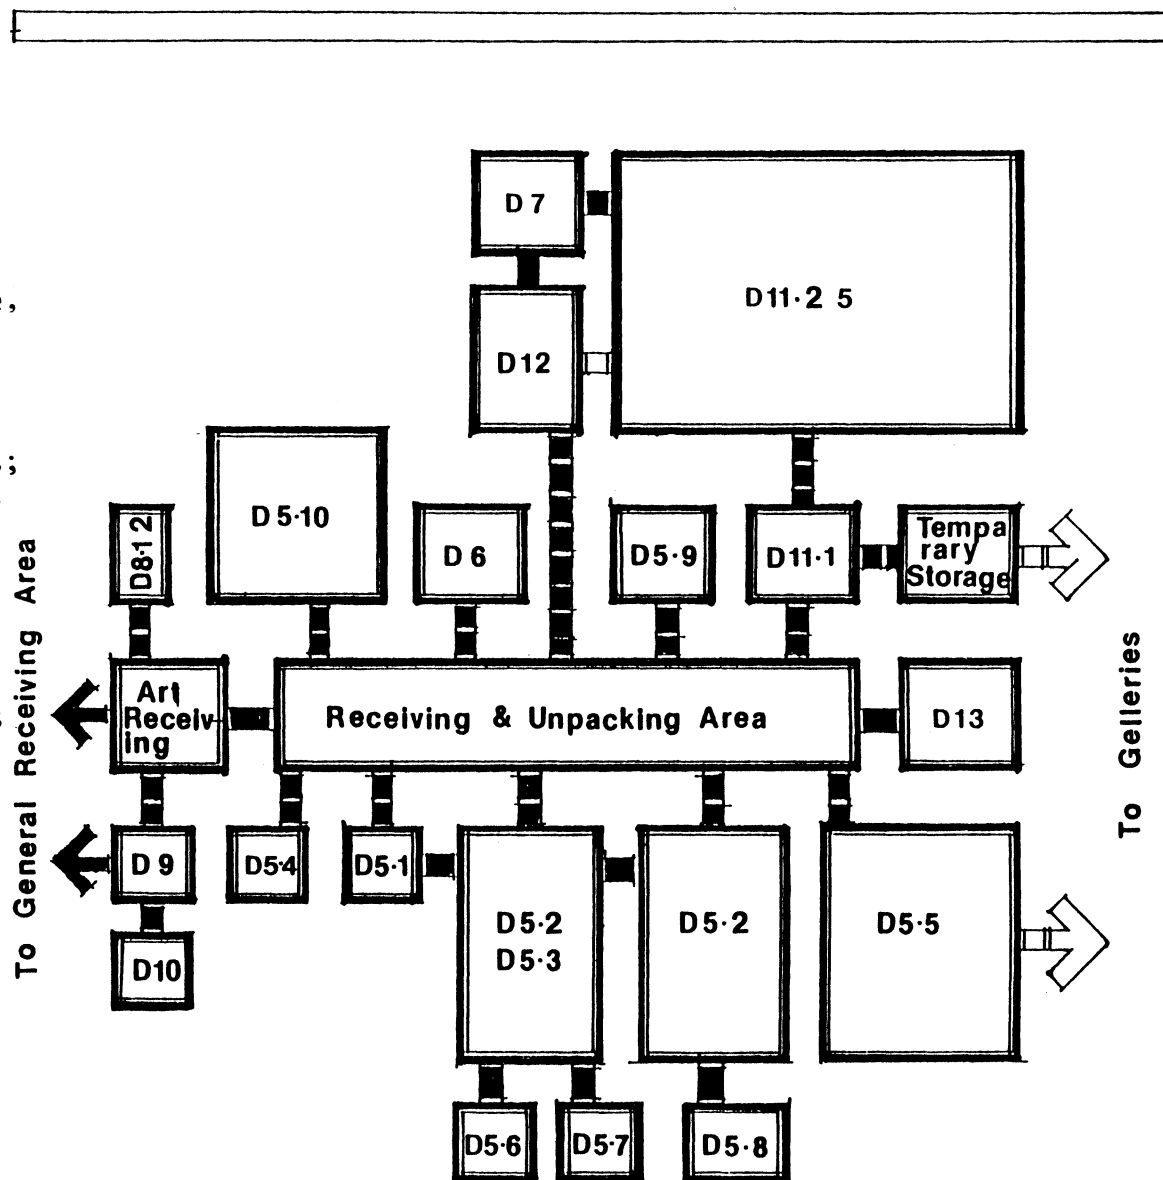 D 7
D11·2 5
,
D12
;:
D8·1 2
D 5·10
D 6
D5·9
D11·1
Tempa
rary
Storage
To General Receiving Area
Art
Receiv
ing
Receiving & Unpacking Area
D13
To Gelleries
D 9
D5·4
D5·1
D5·2
D5·3
D5·2
D5·5
D10
D5·6
D5·7
D5·8